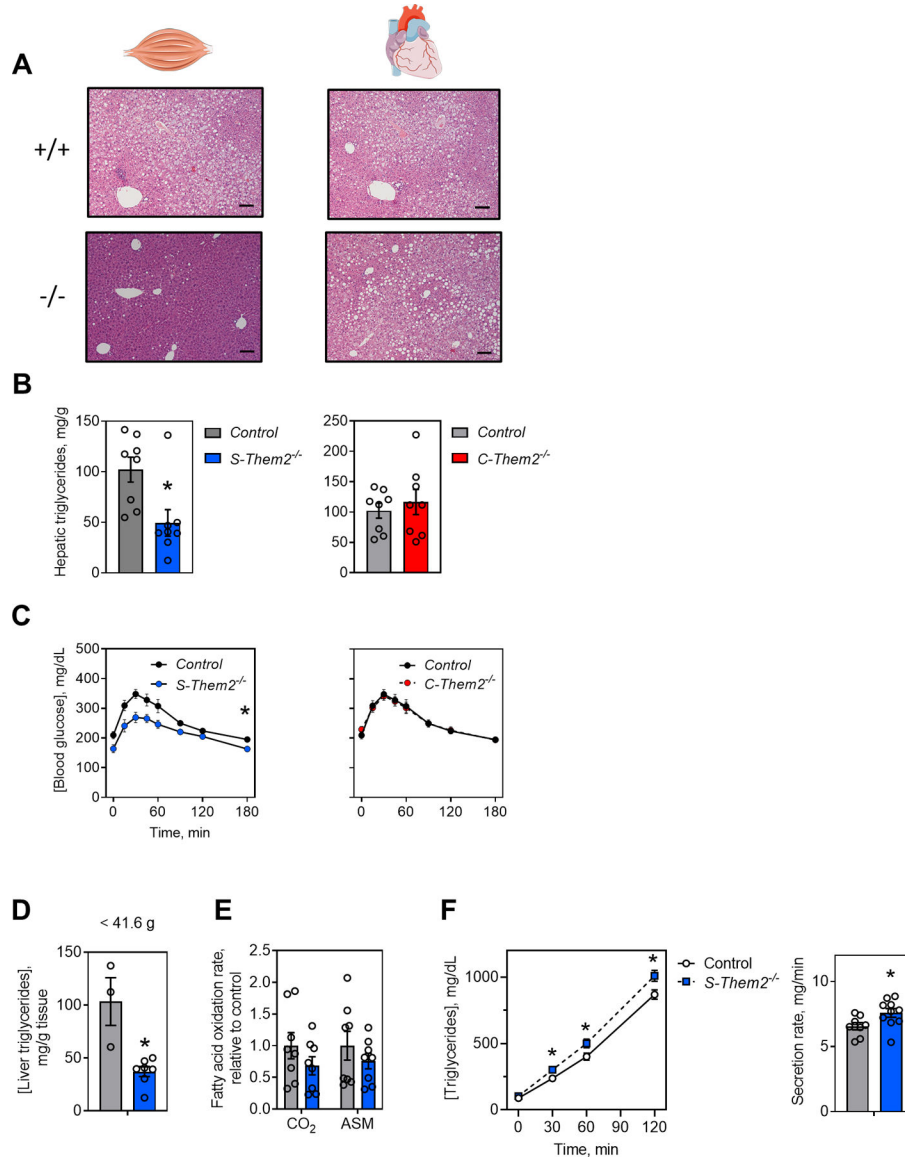 A
+/+
-/-
B
Hepatic triglycerides, mg/g
150
100
50
0
*
Control
S-Them2-/-
250
200
150
100
50
0
Control
C-Them2-/-
C
[Blood glucose], mg/dL
500
400
300
200
100
0
Control
S-Them2-/-
*
0 60 120 180
Time, min
Control
C-Them2-/-
0 60 120 180
D
< 41.6 g
[Liver triglycerides],
mg/g tissue
150
100
50
0
*
E
Fatty acid oxidation rate,
relative to control
2.5
2.0
1.5
1.0
0.5
0.0
CO2 ASM
F
[Triglycerides], mg/dL
1000
500
0
* * *
0 30 60 90 120
Time, min
Control
S-Them2-/-
Secretion rate, mg/min
10
5
0
*